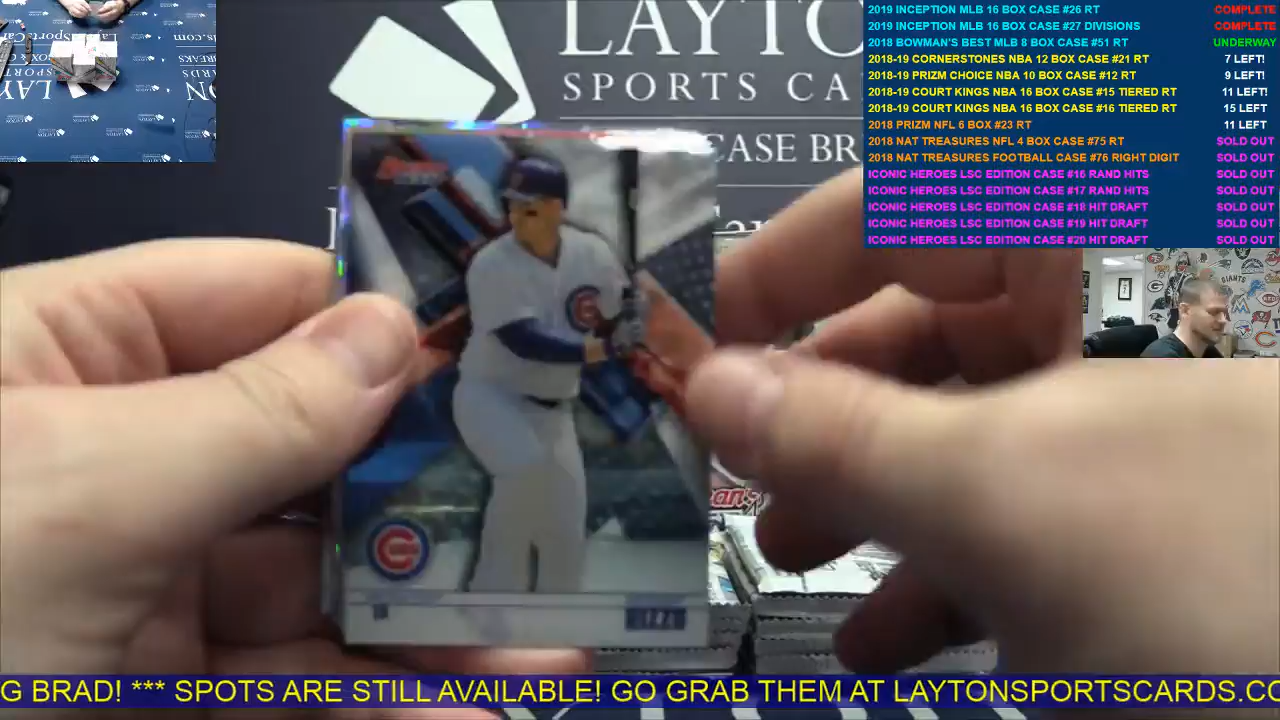 LAYTO
SPORTS CA
CASE BR
2019 INCEPTION MLB 16 BOX CASE #26 RT COMPLETE
2019 INCEPTION MLB 16 BOX CASE #27 DIVISIONS COMPLETE
2018 BOWMAN'S BEST MLB 8 BOX CASE #51 RT UNDERWAY
2018-19 CORNERSTONES NBA 12 BOX CASE #21 RT 7 LEFT!
2018-19 PRIZM CHOICE NBA 10 BOX CASE #12 RT 9 LEFT!
2018-19 COURT KINGS NBA 16 BOX CASE #15 TIERED RT 11 LEFT!
2018-19 COURT KINGS NBA 16 BOX CASE #16 TIERED RT 15 LEFT
2018 PRIZM NFL 6 BOX #23 RT 11 LEFT
2018 NAT TREASURES NFL 4 BOX CASE #75 RT SOLD OUT
2018 NAT TREASURES FOOTBALL CASE #76 RIGHT DIGIT SOLD OUT
ICONIC HEROES LSC EDITION CASE #16 RAND HITS SOLD OUT
ICONIC HEROES LSC EDITION CASE #17 RAND HITS SOLD OUT
ICONIC HEROES LSC EDITION CASE #18 HIT DRAFT SOLD OUT
ICONIC HEROES LSC EDITION CASE #19 HIT DRAFT SOLD OUT
ICONIC HEROES LSC EDITION CASE #20 HIT DRAFT SOLD OUT
GIANTS
G BRAD! *** SPOTS ARE STILL AVAILABLE! GO GRAB THEM AT LAYTONSPORTSCARDS.CO